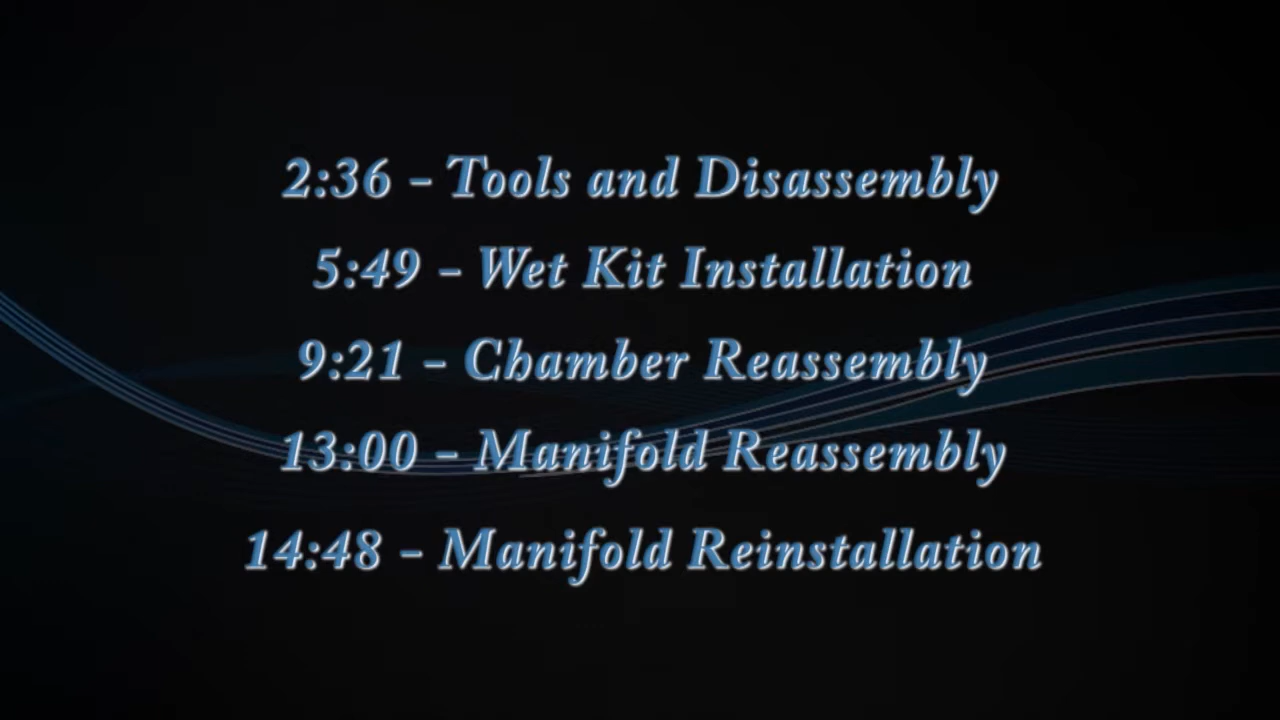 2:36 – Tools and Disassembly
5:49 – Wet Kit Installation
9:21 – Chamber Reassembly
13:00 – Manifold Reassembly
14:48 – Manifold Reinstallation